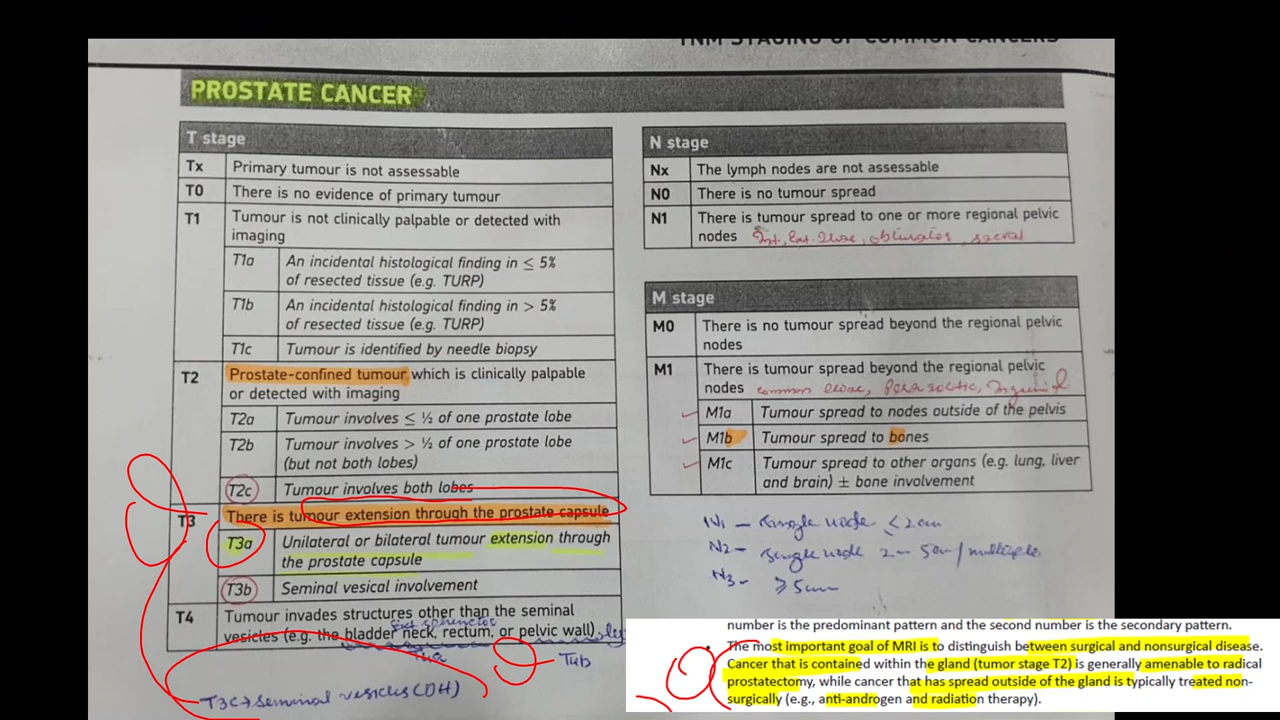 TNM STAGING OF COMMON CANCERS
PROSTATE CANCER
T stage
Tx Primary tumour is not assessable
T0 There is no evidence of primary tumour
T1 Tumour is not clinically palpable or detected with
imaging
T1a An incidental histological finding in ≤ 5%
of resected tissue (e.g. TURP)
T1b An incidental histological finding in > 5%
of resected tissue (e.g. TURP)
T1c Tumour is identified by needle biopsy
T2 Prostate-confined tumour which is clinically palpable
or detected with imaging
T2a Tumour involves ≤ ½ of one prostate lobe
T2b Tumour involves > ½ of one prostate lobe
(but not both lobes)
T2c Tumour involves both lobes
T3 There is tumour extension through the prostate capsule
T3a Unilateral or bilateral tumour extension through
the prostate capsule
T3b Seminal vesical involvement
T4 Tumour invades structures other than the seminal
vesicles (e.g. the bladder neck, rectum, or pelvic wall)
Ext sphincter
T4a
T4b
T3c → seminal vesicles (OH)
N stage
Nx The lymph nodes are not assessable
N0 There is no tumour spread
N1 There is tumour spread to one or more regional pelvic
nodes Int, Ext. Iliac, obturator, sacral
M stage
M0 There is no tumour spread beyond the regional pelvic
nodes
M1 There is tumour spread beyond the regional pelvic
nodes common iliac, Para aortic, Inguinal
M1a Tumour spread to nodes outside of the pelvis
M1b Tumour spread to bones
M1c Tumour spread to other organs (e.g. lung, liver
and brain) ± bone involvement
N1 – single node < 2cm
N2 – single node 2– 5cm / multiple
N3 – ≥ 5cm
number is the predominant pattern and the second number is the secondary pattern.
• The most important goal of MRI is to distinguish between surgical and nonsurgical disease.
Cancer that is contained within the gland (tumor stage T2) is generally amenable to radical
prostatectomy, while cancer that has spread outside of the gland is typically treated non-
surgically (e.g., anti-androgen and radiation therapy).